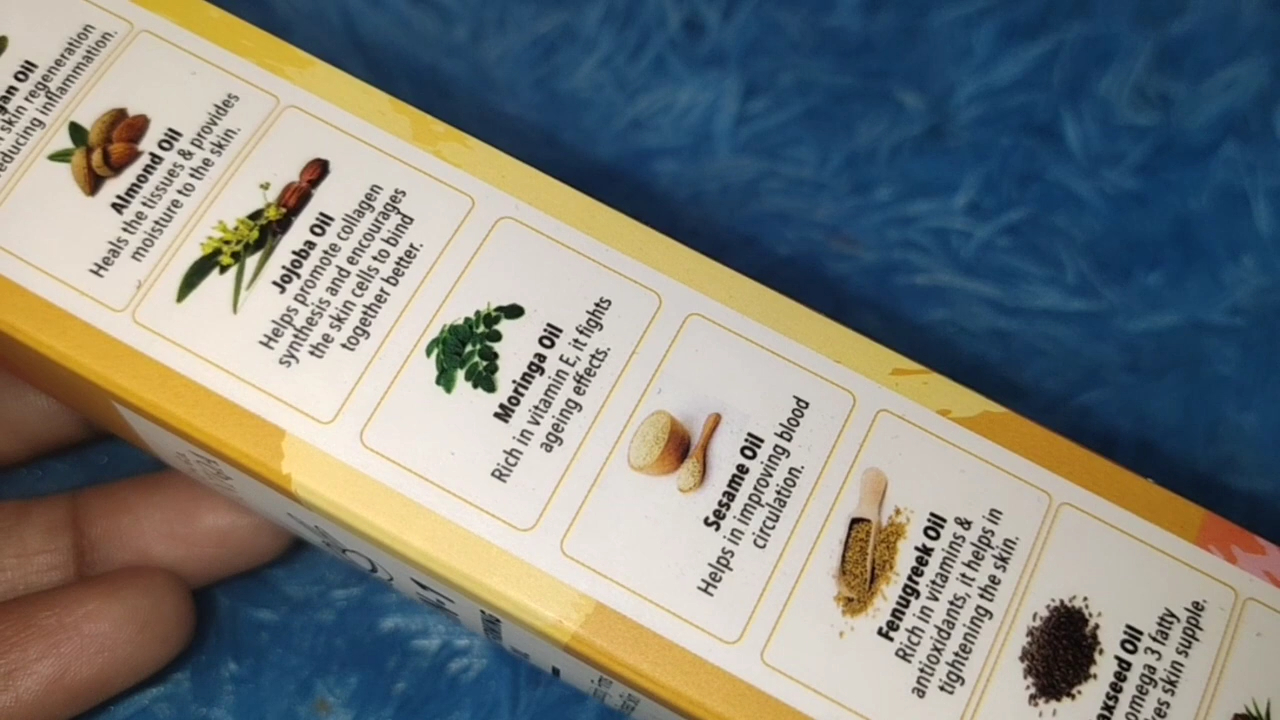 skin regeneration
inflammation.
Almond Oil
Heals the tissues & provides
moisture to the skin.
Jojoba Oil
Helps promote collagen
synthesis and encourages
the skin cells to bind
together better.
Moringa Oil
Rich in vitamin E, it fights
ageing effects.
Sesame Oil
Helps in improving blood
circulation.
Fenugreek Oil
Rich in vitamins &
antioxidants, it helps in
tightening the skin.
Oil
omega 3 fatty
skin supple.